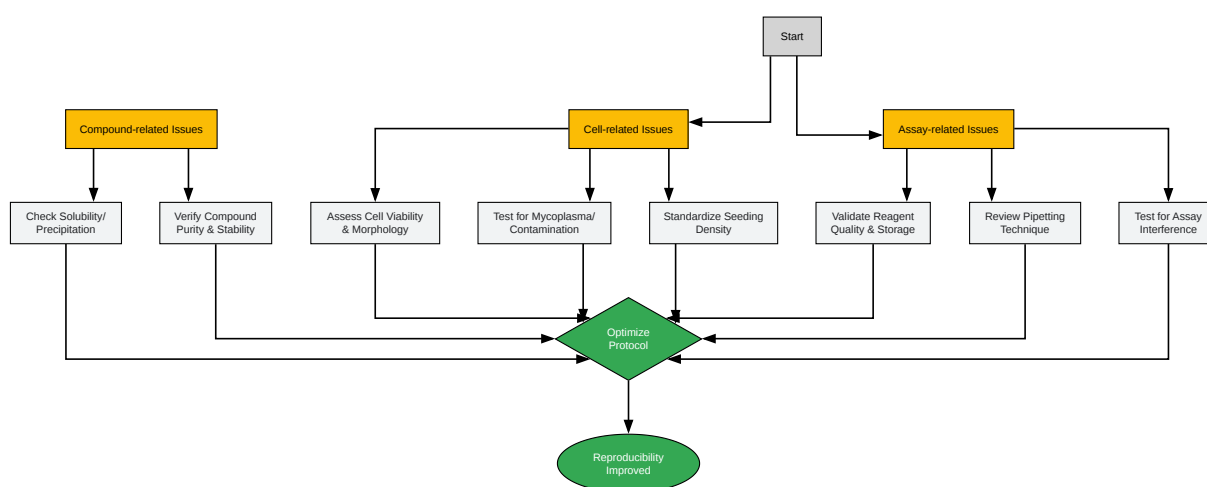 Start
Compound-related Issues
Cell-related Issues
Assay-related Issues
Check Solubility/
Precipitation
Verify Compound
Purity & Stability
Assess Cell Viability
& Morphology
Test for Mycoplasma/
Contamination
Standardize Seeding
Density
Validate Reagent
Quality & Storage
Review Pipetting
Technique
Test for Assay
Interference
Optimize
Protocol
Reproducibility
Improved